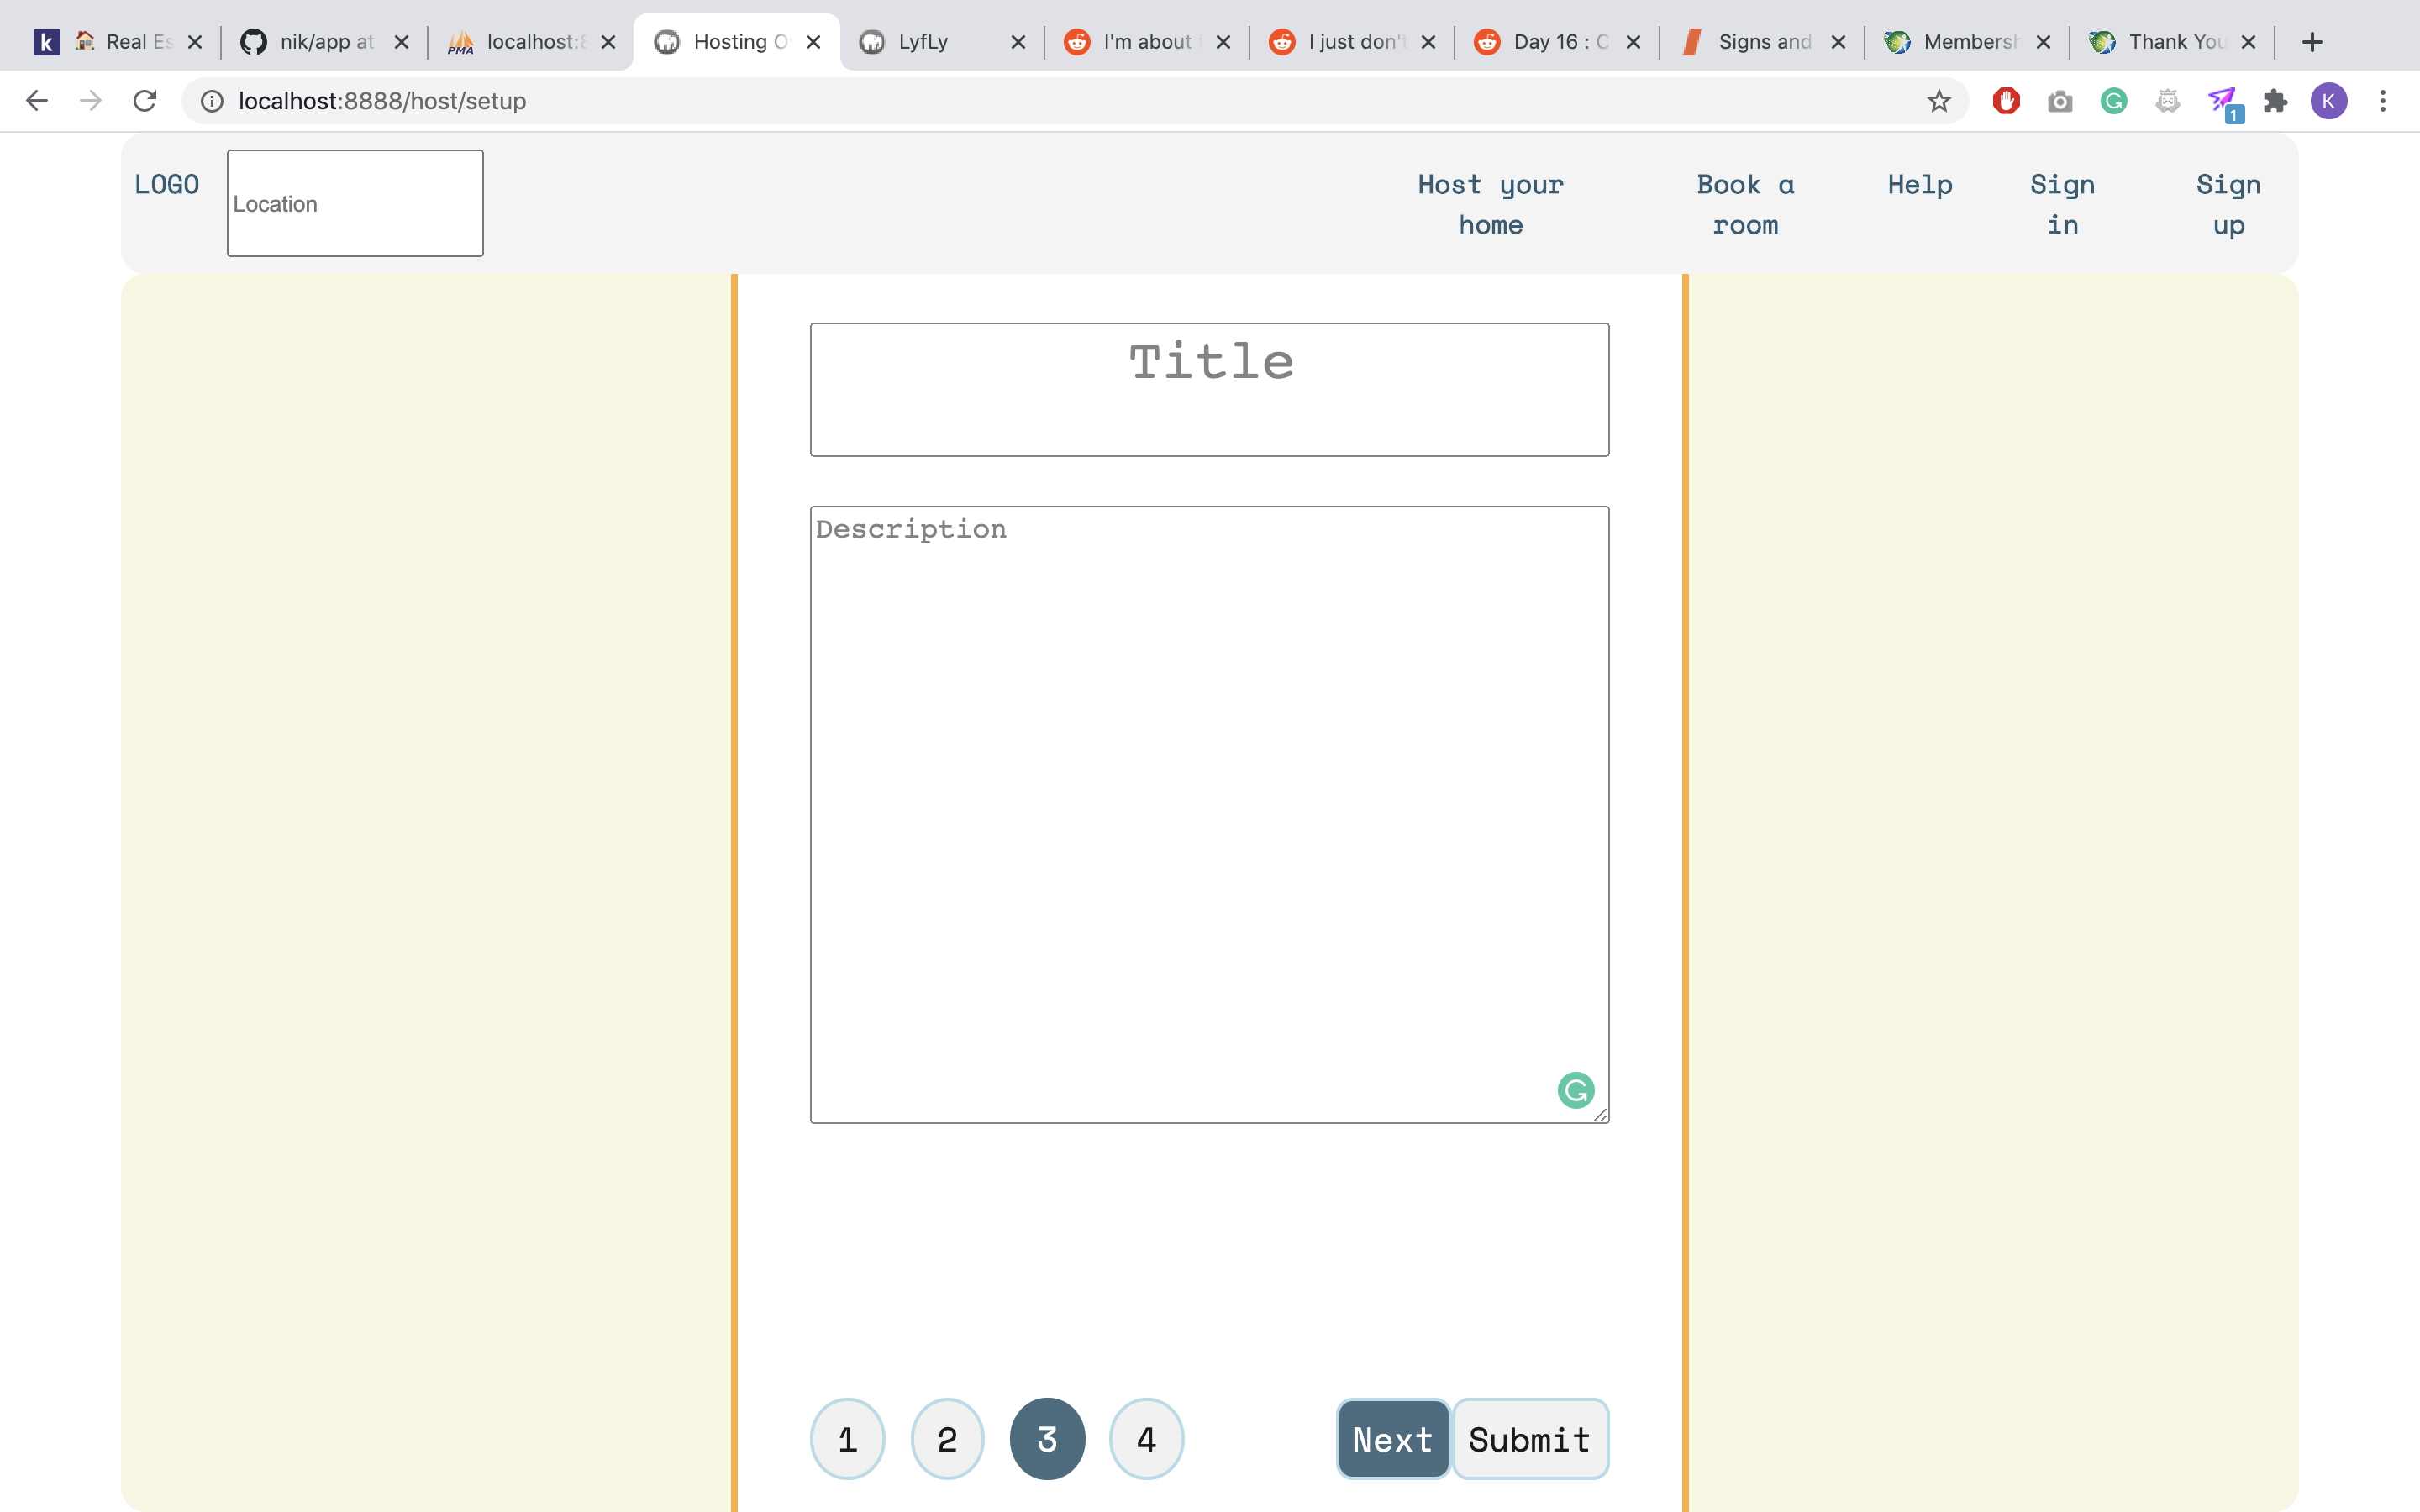 k Real Es
nik/app at
PMA localhost:8
Hosting O
LyfLy
I'm about
I just don't
Day 16 : C
Signs and
Membersh
Thank You
localhost:8888/host/setup
1
K
LOGO
Location
Host your
home
Book a
room
Help
Sign
in
Sign
up
Title
Description
1 2 3 4 Next Submit